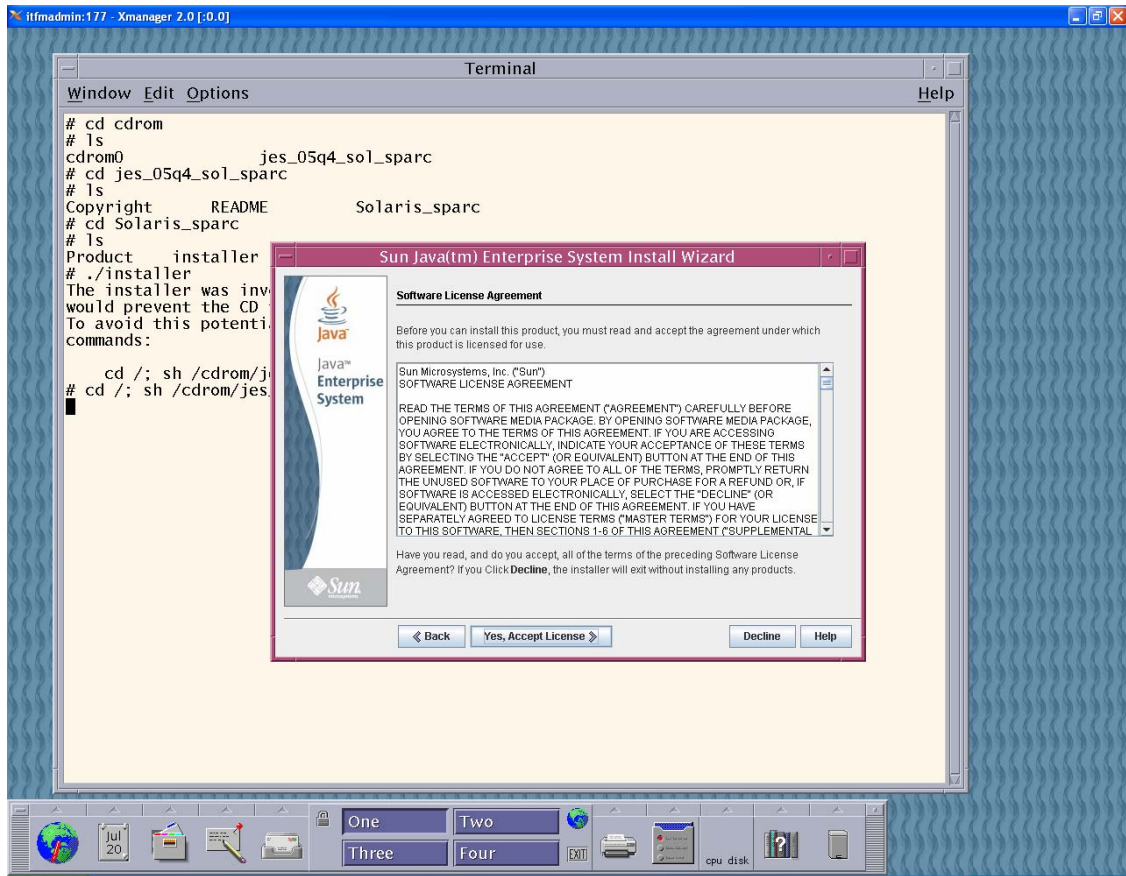 itfmadmin:177 - Xmanager 2.0 [:0.0]
Terminal
Window Edit Options Help
# cd cdrom
# ls
cdrom0 jes_05q4_sol_sparc
# cd jes_05q4_sol_sparc
# ls
Copyright README Solaris_sparc
# cd Solaris_sparc
# ls
Product installer
# ./installer
The installer was inv
would prevent the CD
To avoid this potenti
commands:
cd /; sh /cdrom/j
# cd /; sh /cdrom/jes
Sun Java(tm) Enterprise System Install Wizard
Java
Java™
Enterprise
System
Sun
Software License Agreement
Before you can install this product, you must read and accept the agreement under which
this product is licensed for use.
Sun Microsystems, Inc. ("Sun")
SOFTWARE LICENSE AGREEMENT
READ THE TERMS OF THIS AGREEMENT ("AGREEMENT") CAREFULLY BEFORE
OPENING SOFTWARE MEDIA PACKAGE. BY OPENING SOFTWARE MEDIA PACKAGE,
YOU AGREE TO THE TERMS OF THIS AGREEMENT. IF YOU ARE ACCESSING
SOFTWARE ELECTRONICALLY, INDICATE YOUR ACCEPTANCE OF THESE TERMS
BY SELECTING THE "ACCEPT" (OR EQUIVALENT) BUTTON AT THE END OF THIS
AGREEMENT. IF YOU DO NOT AGREE TO ALL OF THE TERMS, PROMPTLY RETURN
THE UNUSED SOFTWARE TO YOUR PLACE OF PURCHASE FOR A REFUND OR, IF
SOFTWARE IS ACCESSED ELECTRONICALLY, SELECT THE "DECLINE" (OR
EQUIVALENT) BUTTON AT THE END OF THIS AGREEMENT. IF YOU HAVE
SEPARATELY AGREED TO LICENSE TERMS ("MASTER TERMS") FOR YOUR LICENSE
TO THIS SOFTWARE, THEN SECTIONS 1-6 OF THIS AGREEMENT ("SUPPLEMENTAL
Have you read, and do you accept, all of the terms of the preceding Software License
Agreement? If you Click Decline, the installer will exit without installing any products.
Back Yes, Accept License Decline Help
One Two
Three Four
Jul
20
EXIT
cpu disk
?